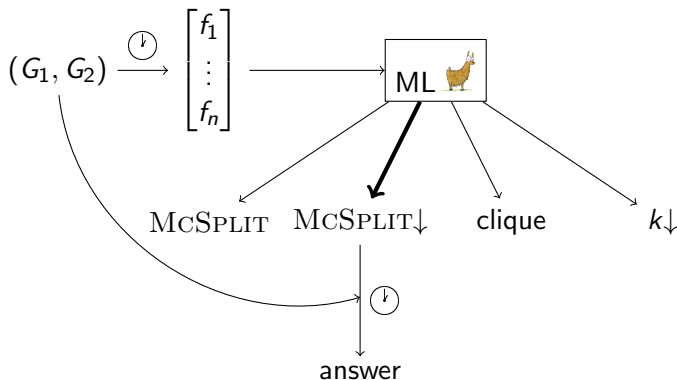 (G₁, G₂)
f₁
⋮
fₙ
ML
McSplit
McSplit↓
clique
k↓
answer